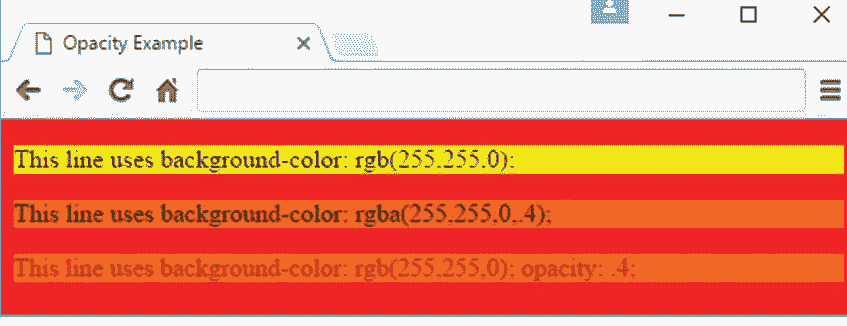 Opacity Example
This line uses background-color: rgb(255,255,0);
This line uses background-color: rgba(255,255,0,.4);
This line uses background-color: rgb(255,255,0); opacity: .4;